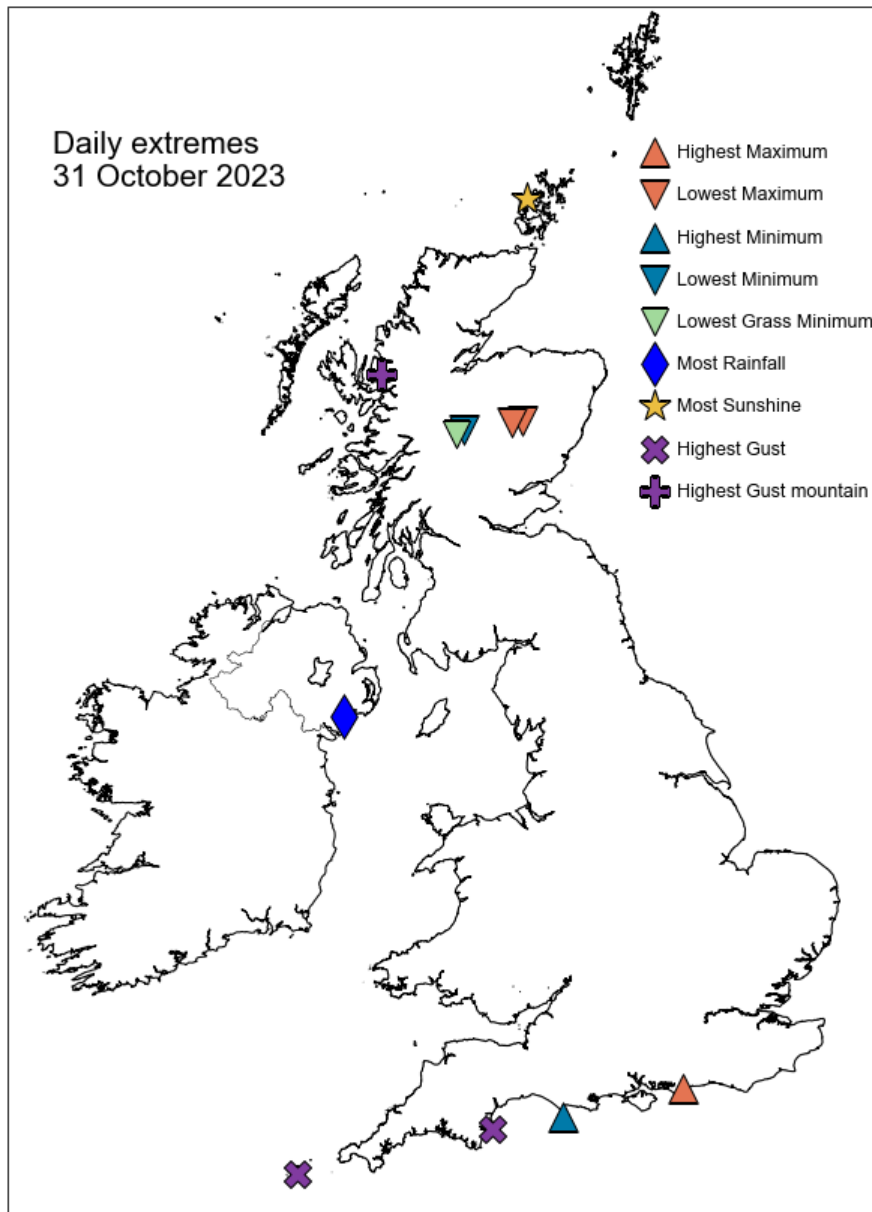 Daily extremes
31 October 2023
Highest Maximum
Lowest Maximum
Highest Minimum
Lowest Minimum
Lowest Grass Minimum
Most Rainfall
Most Sunshine
Highest Gust
Highest Gust mountain